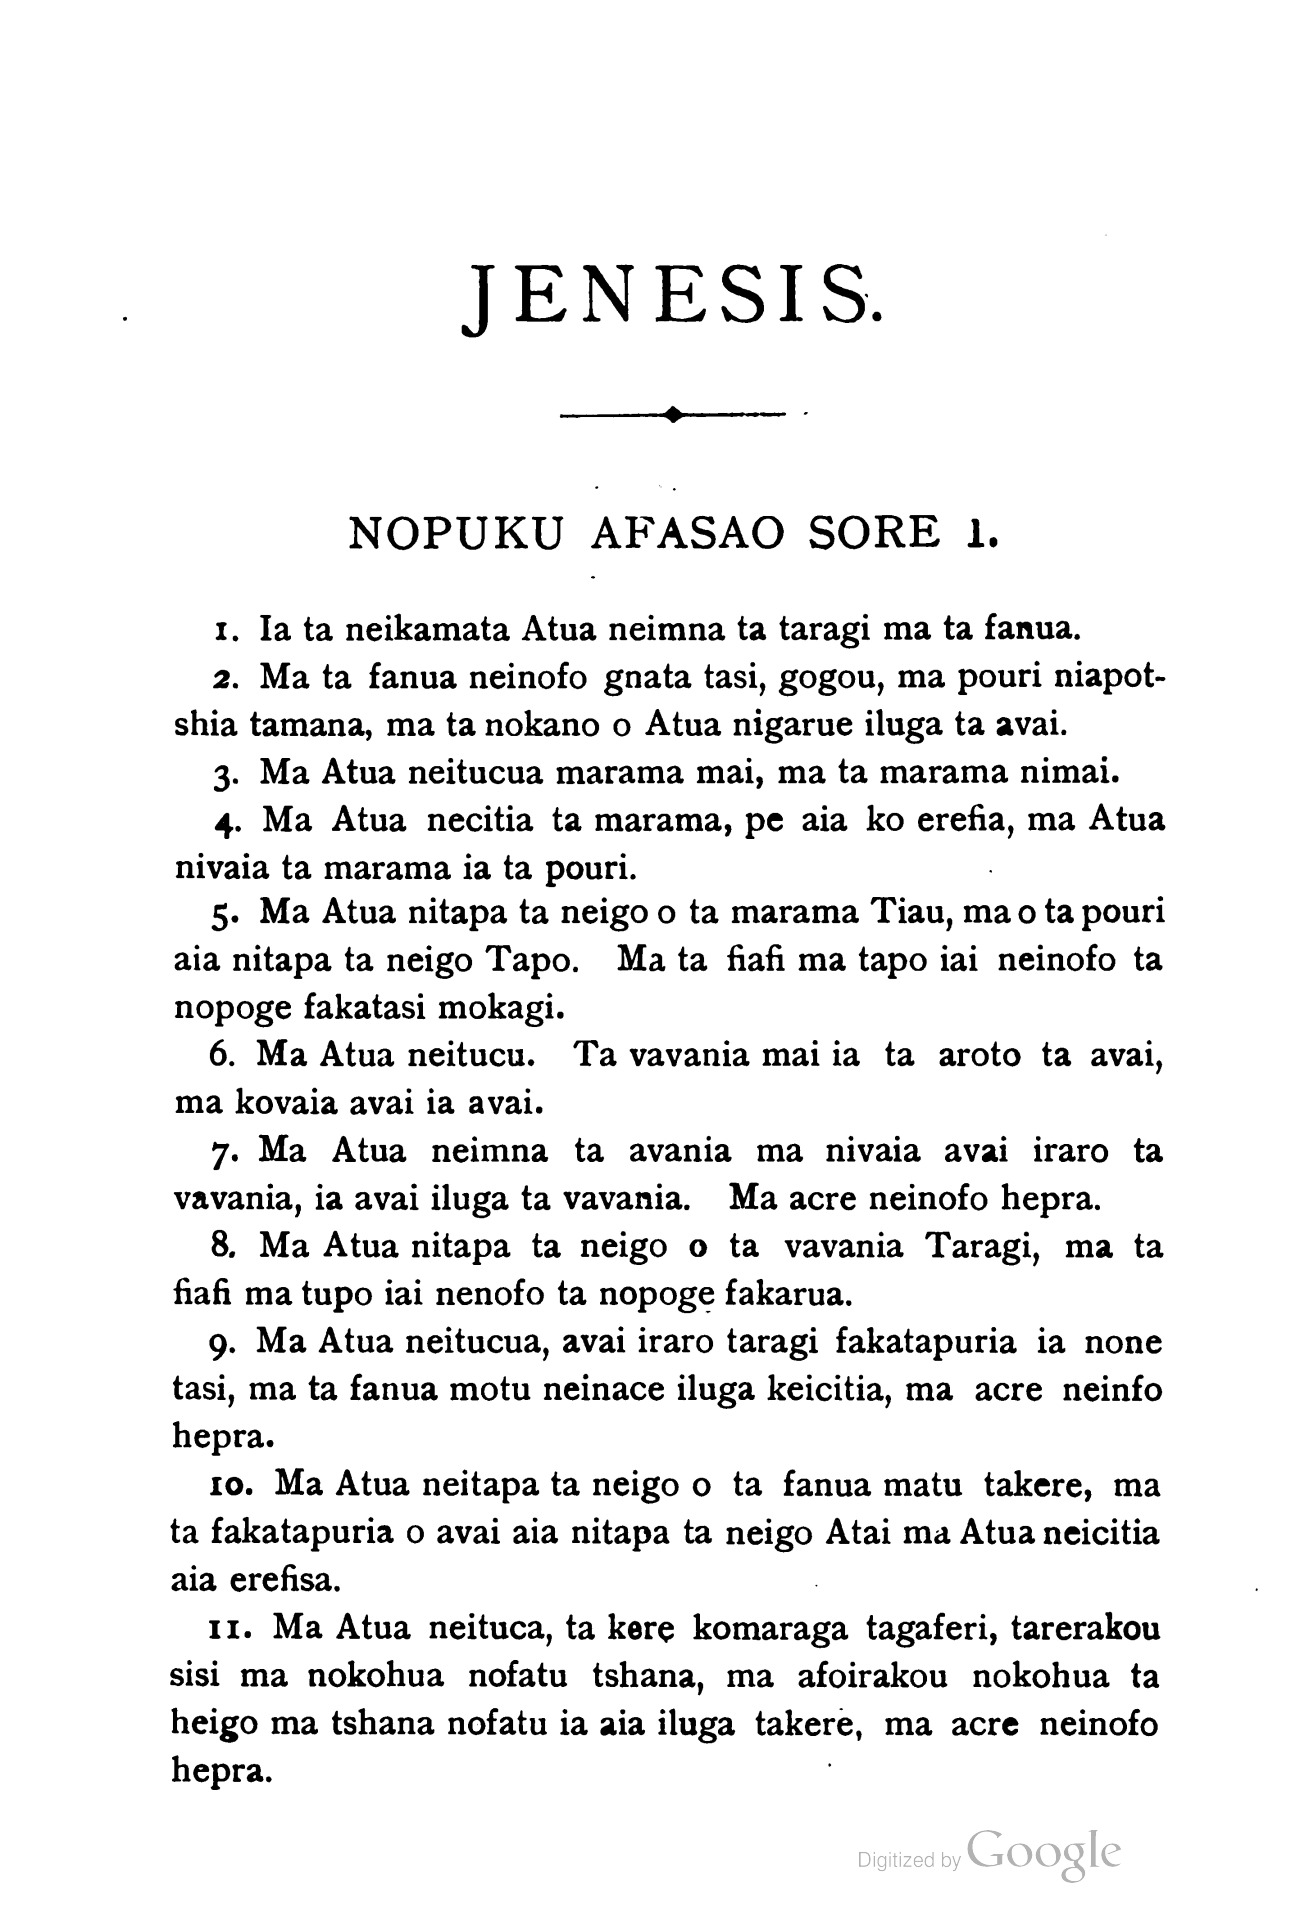 JENESIS.
NOPUKU AFASAO SORE 1.
1. Ia ta neikamata Atua neimna ta taragi ma ta fanua.
2. Ma ta fanua neinofo gnata tasi, gogou, ma pouri niapot-
shia tamana, ma ta nokano o Atua nigarue iluga ta avai.
3. Ma Atua neitucua marama mai, ma ta marama nimai.
4. Ma Atua necitia ta marama, pe aia ko erefia, ma Atua
nivaia ta marama ia ta pouri.
5. Ma Atua nitapa ta neigo o ta marama Tiau, ma o ta pouri
aia nitapa ta neigo Tapo. Ma ta fiafi ma tapo iai neinofo ta
nopoge fakatasi mokagi.
6. Ma Atua neitucu. Ta vavania mai ia ta aroto ta avai,
ma kovaia avai ia avai.
7. Ma Atua neimna ta avania ma nivaia avai iraro ta
vavania, ia avai iluga ta vavania. Ma acre neinofo hepra.
8. Ma Atua nitapa ta neigo o ta vavania Taragi, ma ta
fiafi ma tupo iai nenofo ta nopoge fakarua.
9. Ma Atua neitucua, avai iraro taragi fakatapuria ia none
tasi, ma ta fanua motu neinace iluga keicitia, ma acre neinfo
hepra.
10. Ma Atua neitapa ta neigo o ta fanua matu takere, ma
ta fakatapuria o avai aia nitapa ta neigo Atai ma Atua neicitia
aia erefisa.
11. Ma Atua neituca, ta kere komaraga tagaferi, tarerakou
sisi ma nokohua nofatu tshana, ma afoirakou nokohua ta
heigo ma tshana nofatu ia aia iluga takere, ma acre neinofo
hepra.
Digitized by Google